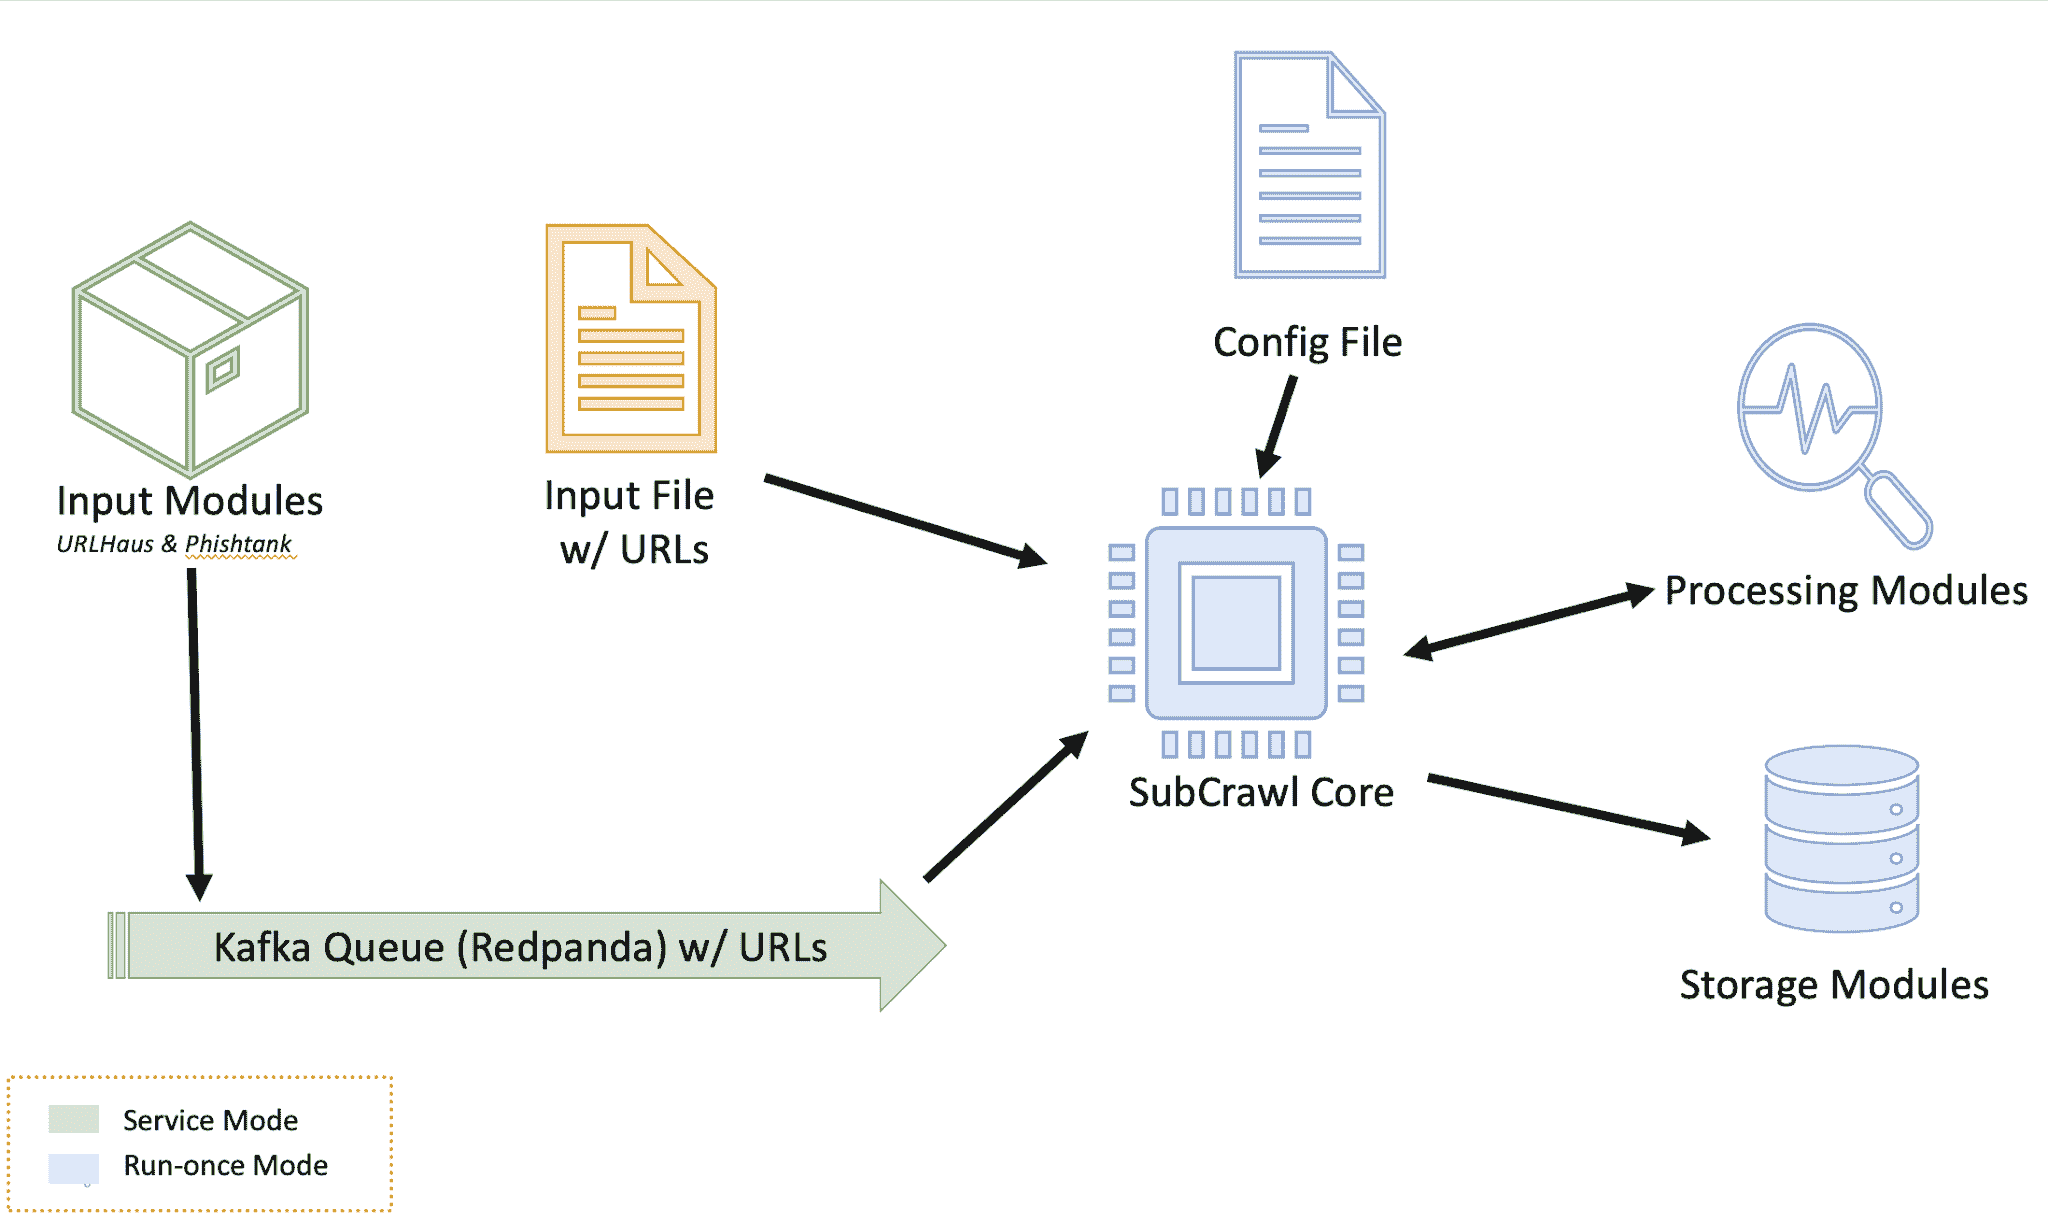 Config File
Input Modules
URLHaus & Phishtank
Input File
w/ URLs
Processing Modules
SubCrawl Core
Kafka Queue (Redpanda) w/ URLs
Storage Modules
Service Mode
Run-once Mode